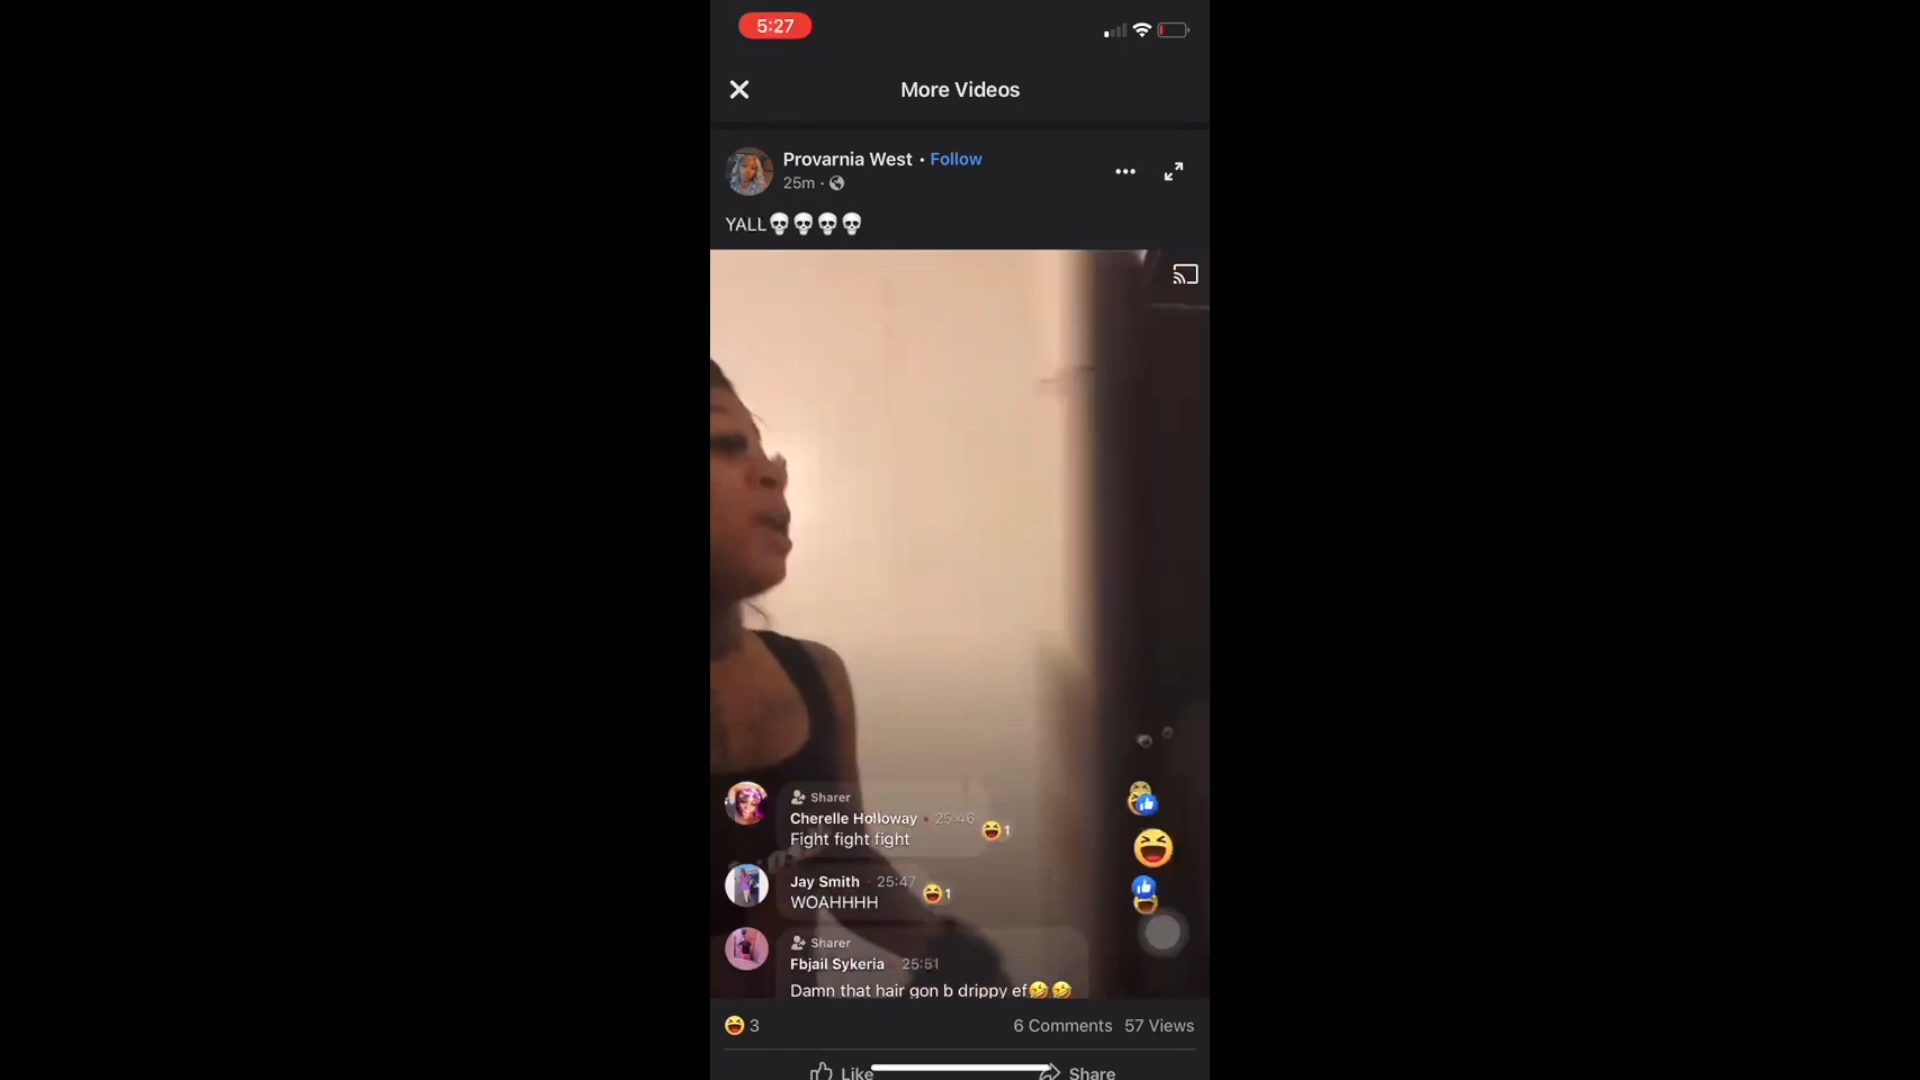 5:27
More Videos
Provarnia West • Follow
25m ·
YALL💀💀💀💀
Sharer
Cherelle Holloway • 25:46
Fight fight fight
1
Jay Smith 25:47
WOAHHHH
1
Sharer
Fbjail Sykeria 25:51
Damn that hair gon b drippy ef🤣🤣
3
6 Comments 57 Views
Like
Share